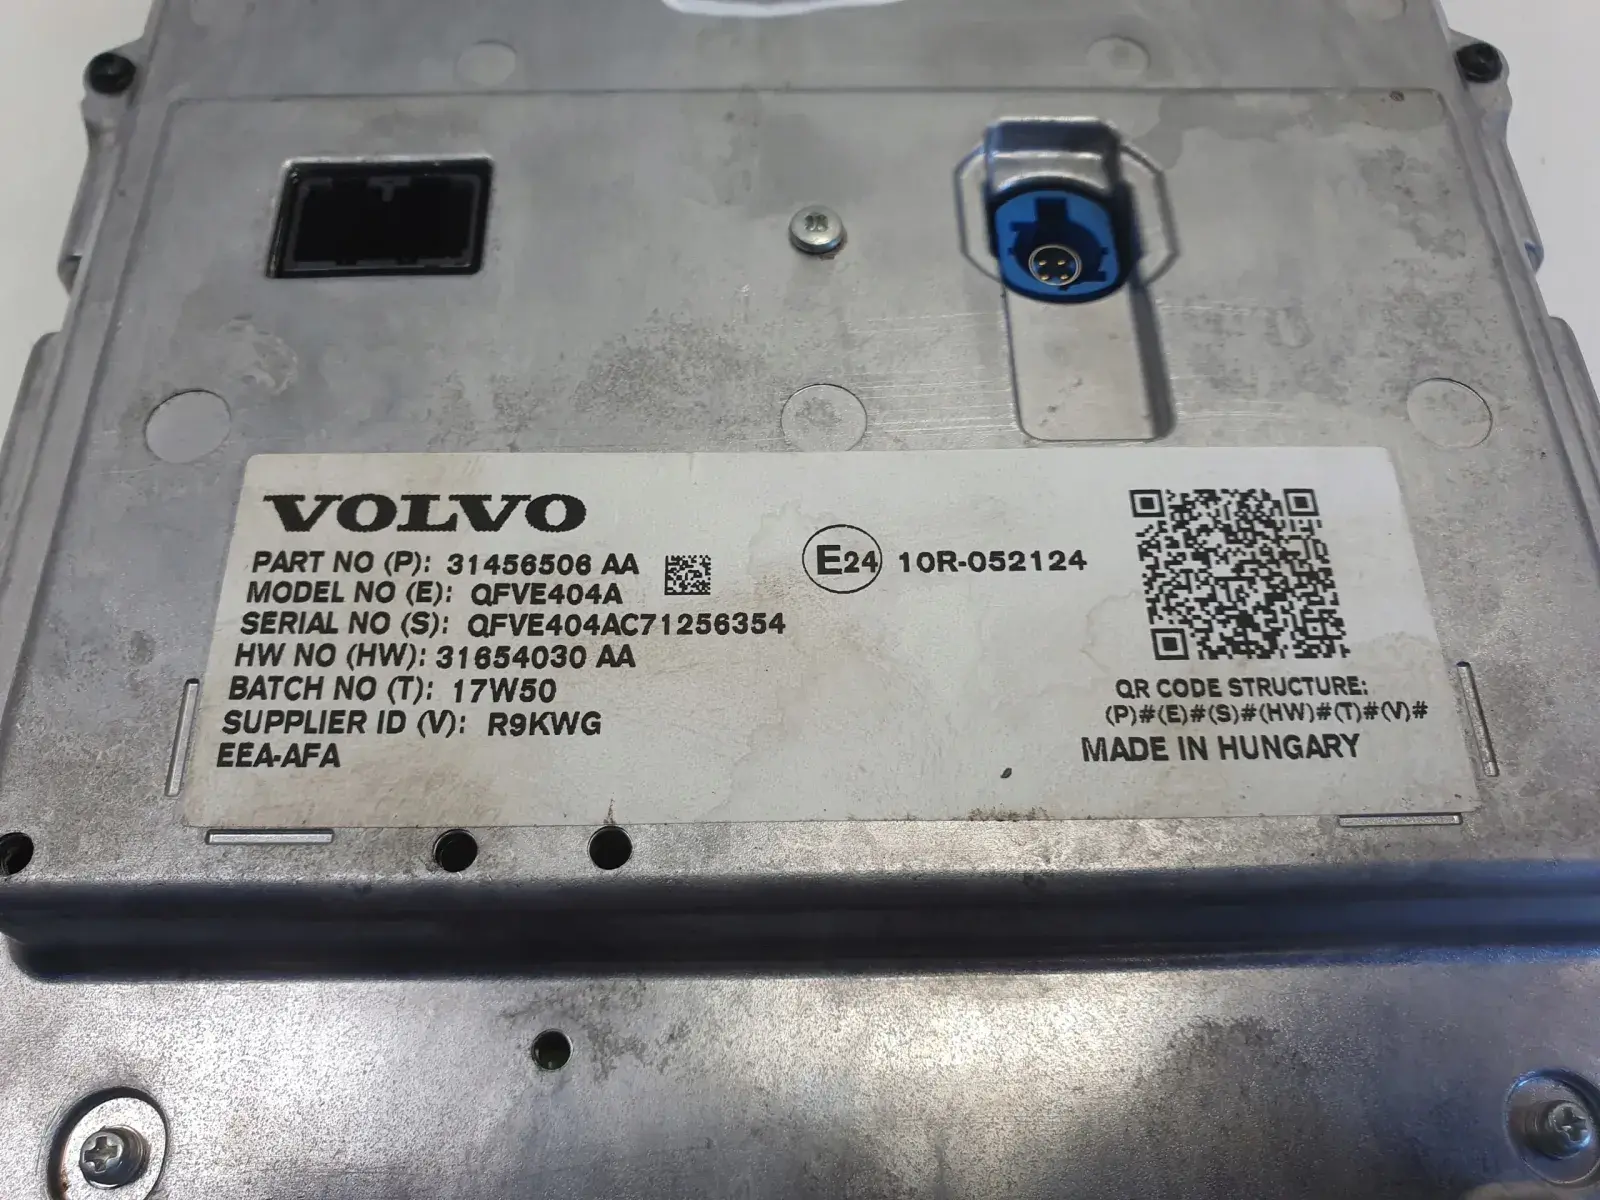 VOLVO
PART NO (P): 31456506 AA
MODEL NO (E): QFVE404A
SERIAL NO (S): QFVE404AC71256354
HW NO (HW): 31654030 AA
BATCH NO (T): 17W50
SUPPLIER ID (V): R9KWG
EEA-AFA
E24 10R-052124
QR CODE STRUCTURE:
(P)#(E)#(S)#(HW)#(T)#(V)#
MADE IN HUNGARY